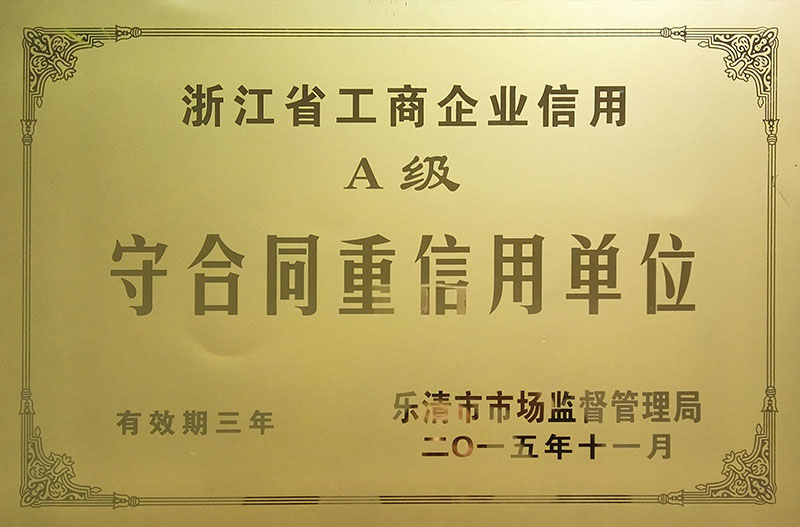 浙江省工商企业信用
A级
守合同重信用单位
有效期三年
乐清市市场监督管理局
二〇一五年十一月